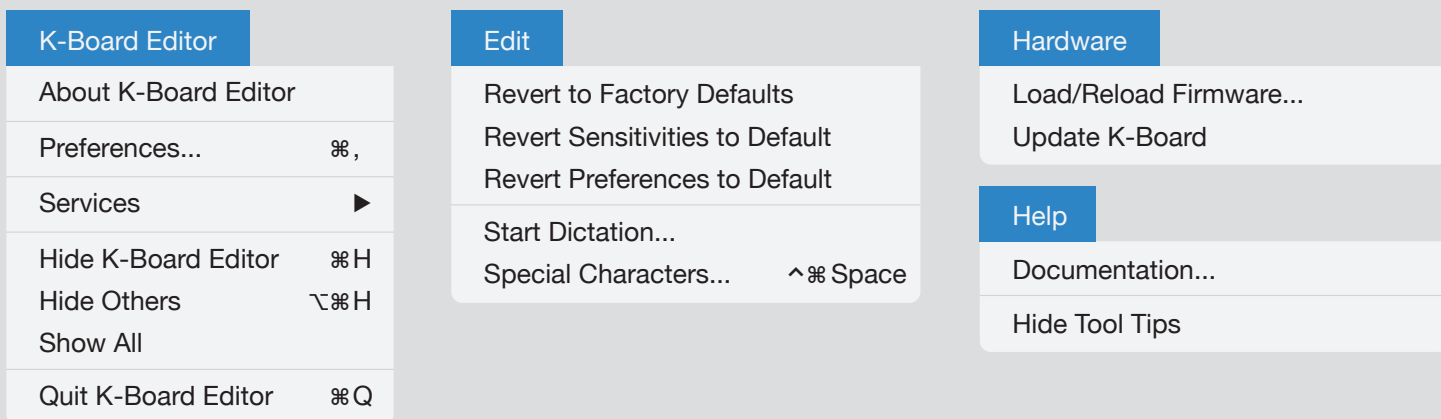 K-Board Editor
About K-Board Editor
Preferences... ⌘,
Services ▶
Hide K-Board Editor ⌘H
Hide Others ⌥⌘H
Show All
Quit K-Board Editor ⌘Q
Edit
Revert to Factory Defaults
Revert Sensitivities to Default
Revert Preferences to Default
Start Dictation...
Special Characters... ^⌘Space
Hardware
Load/Reload Firmware...
Update K-Board
Help
Documentation...
Hide Tool Tips